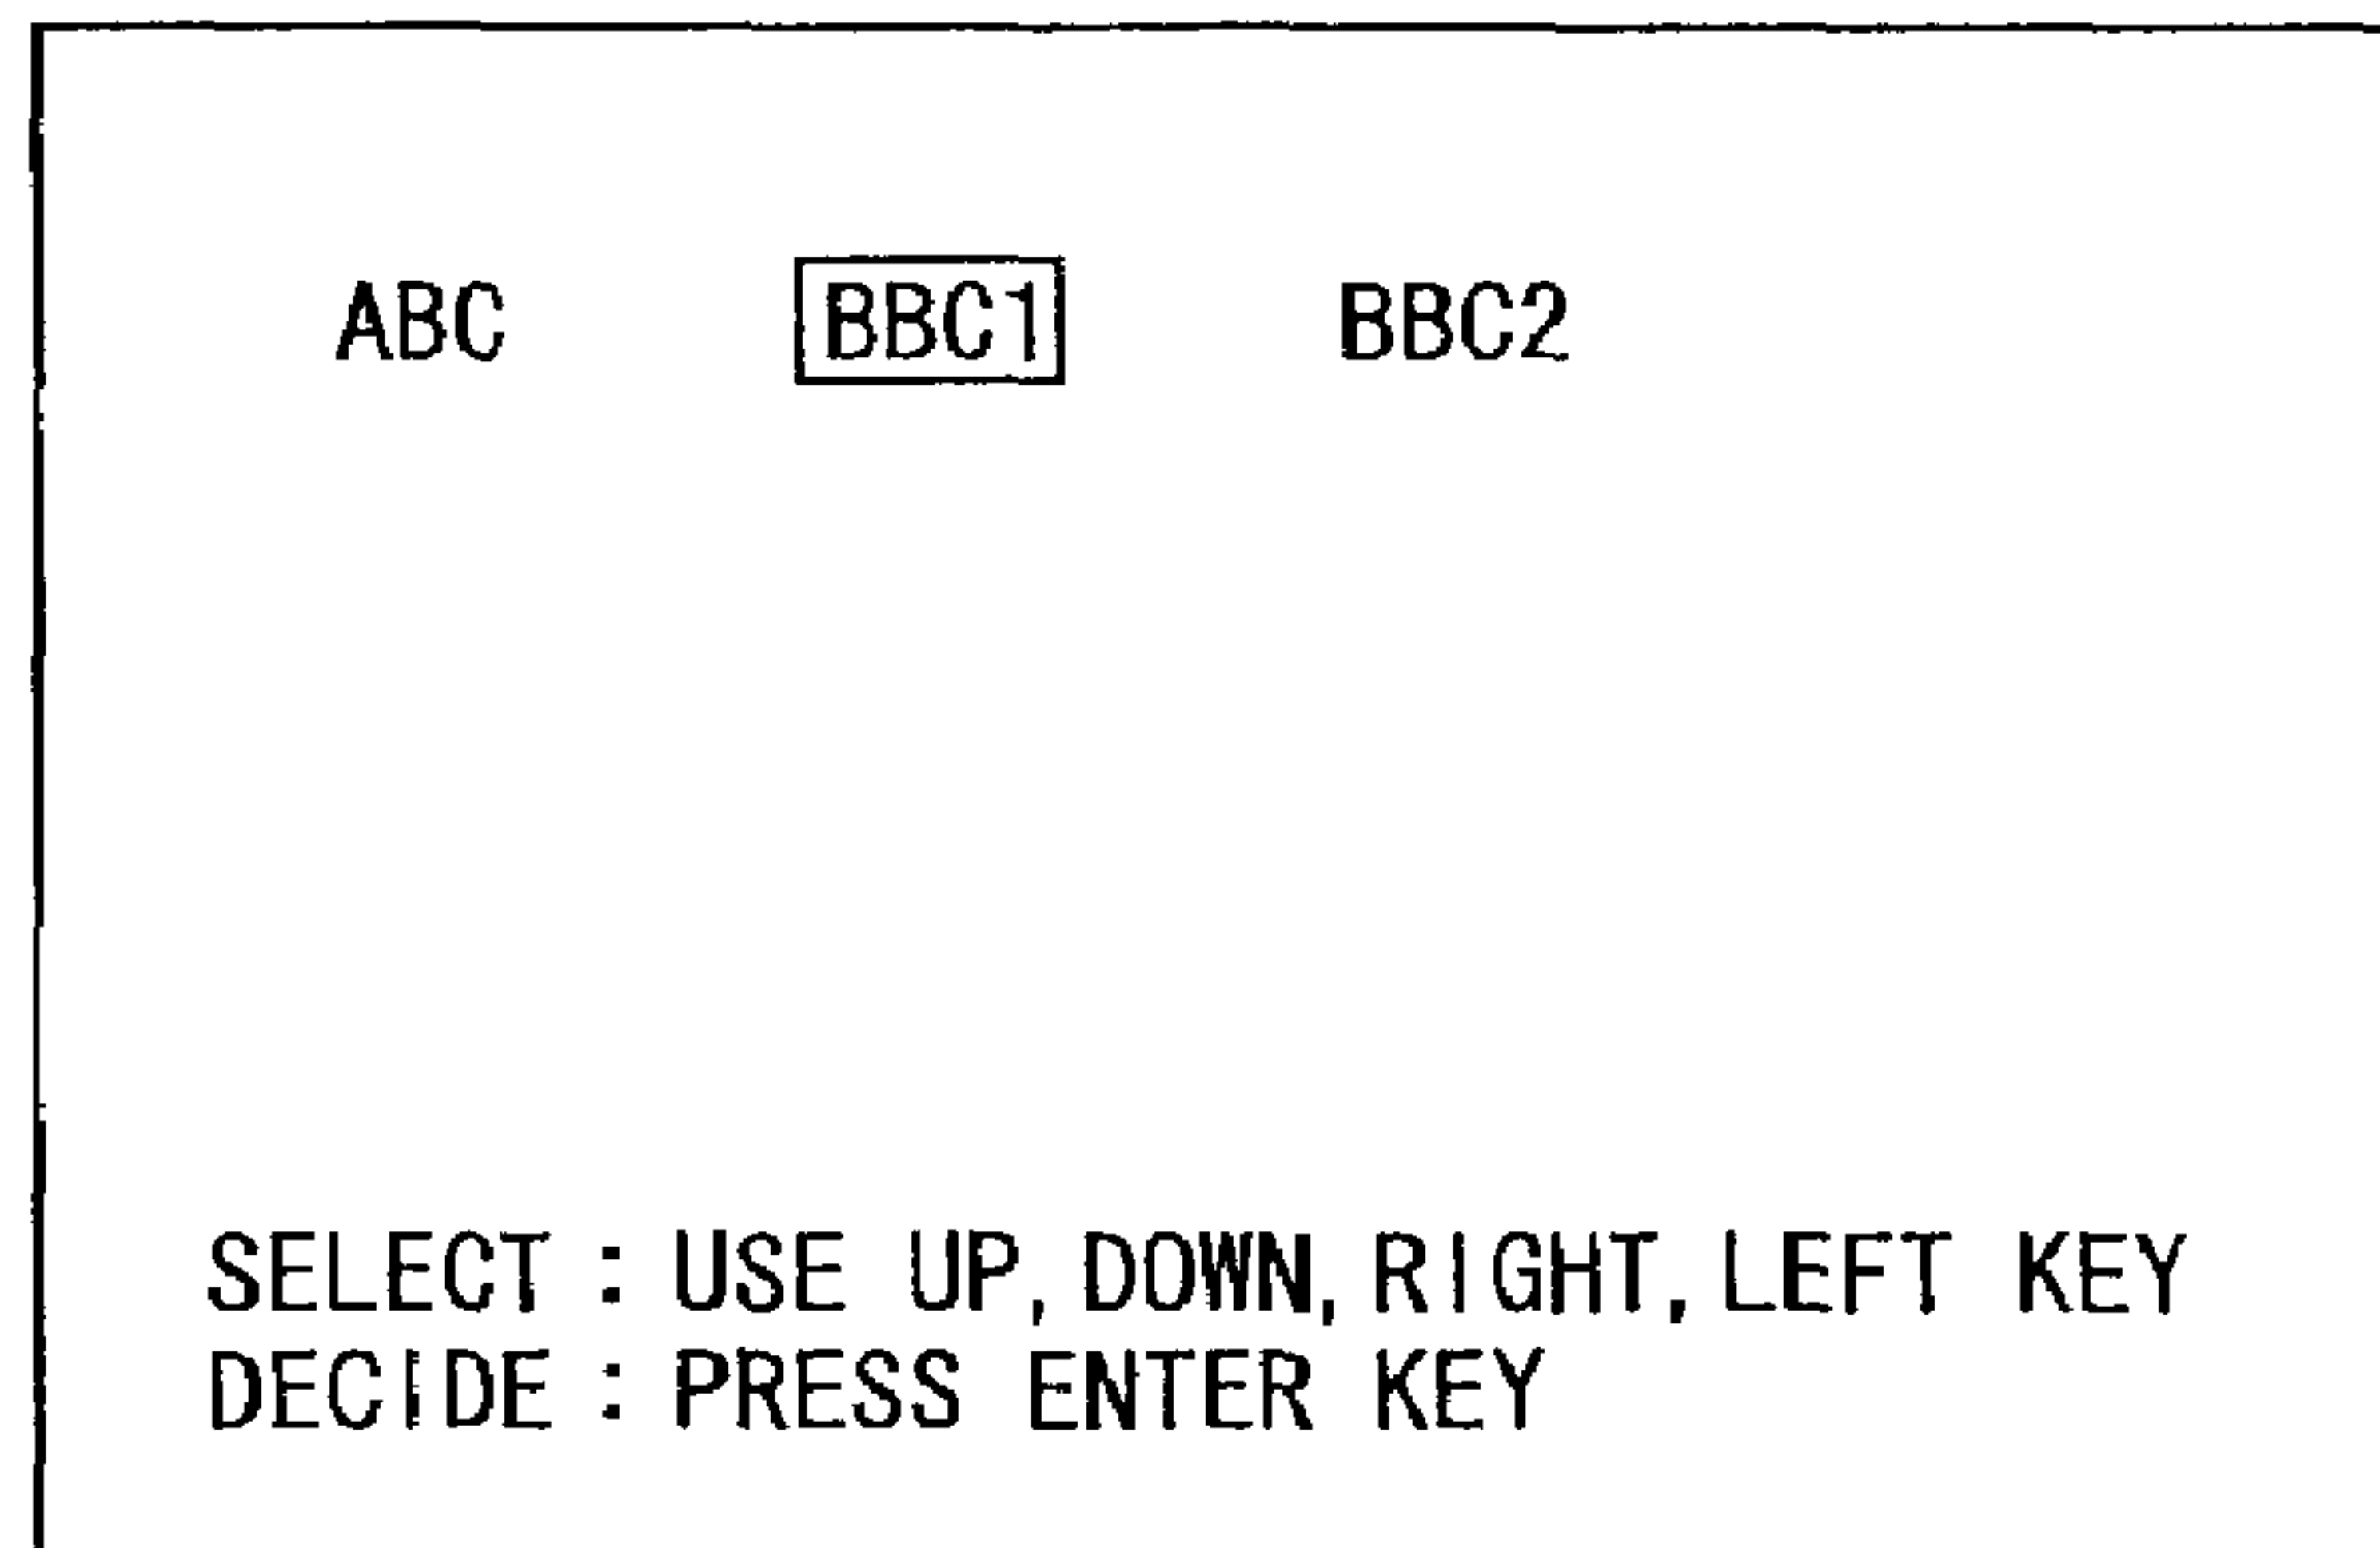 ABC BBC1 BBC2
SELECT : USE UP, DOWN, RIGHT, LEFT KEY
DECIDE : PRESS ENTER KEY